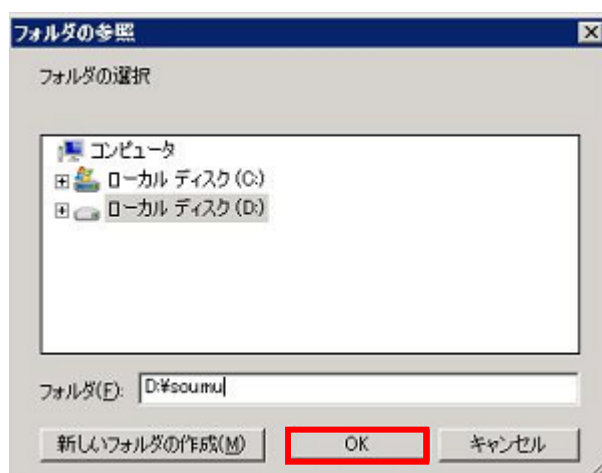 フォルダの参照
フォルダの選択
コンピュータ
ローカル ディスク (C:)
ローカル ディスク (D:)
フォルダ(F): D:¥soumu
新しいフォルダの作成(M) OK キャンセル